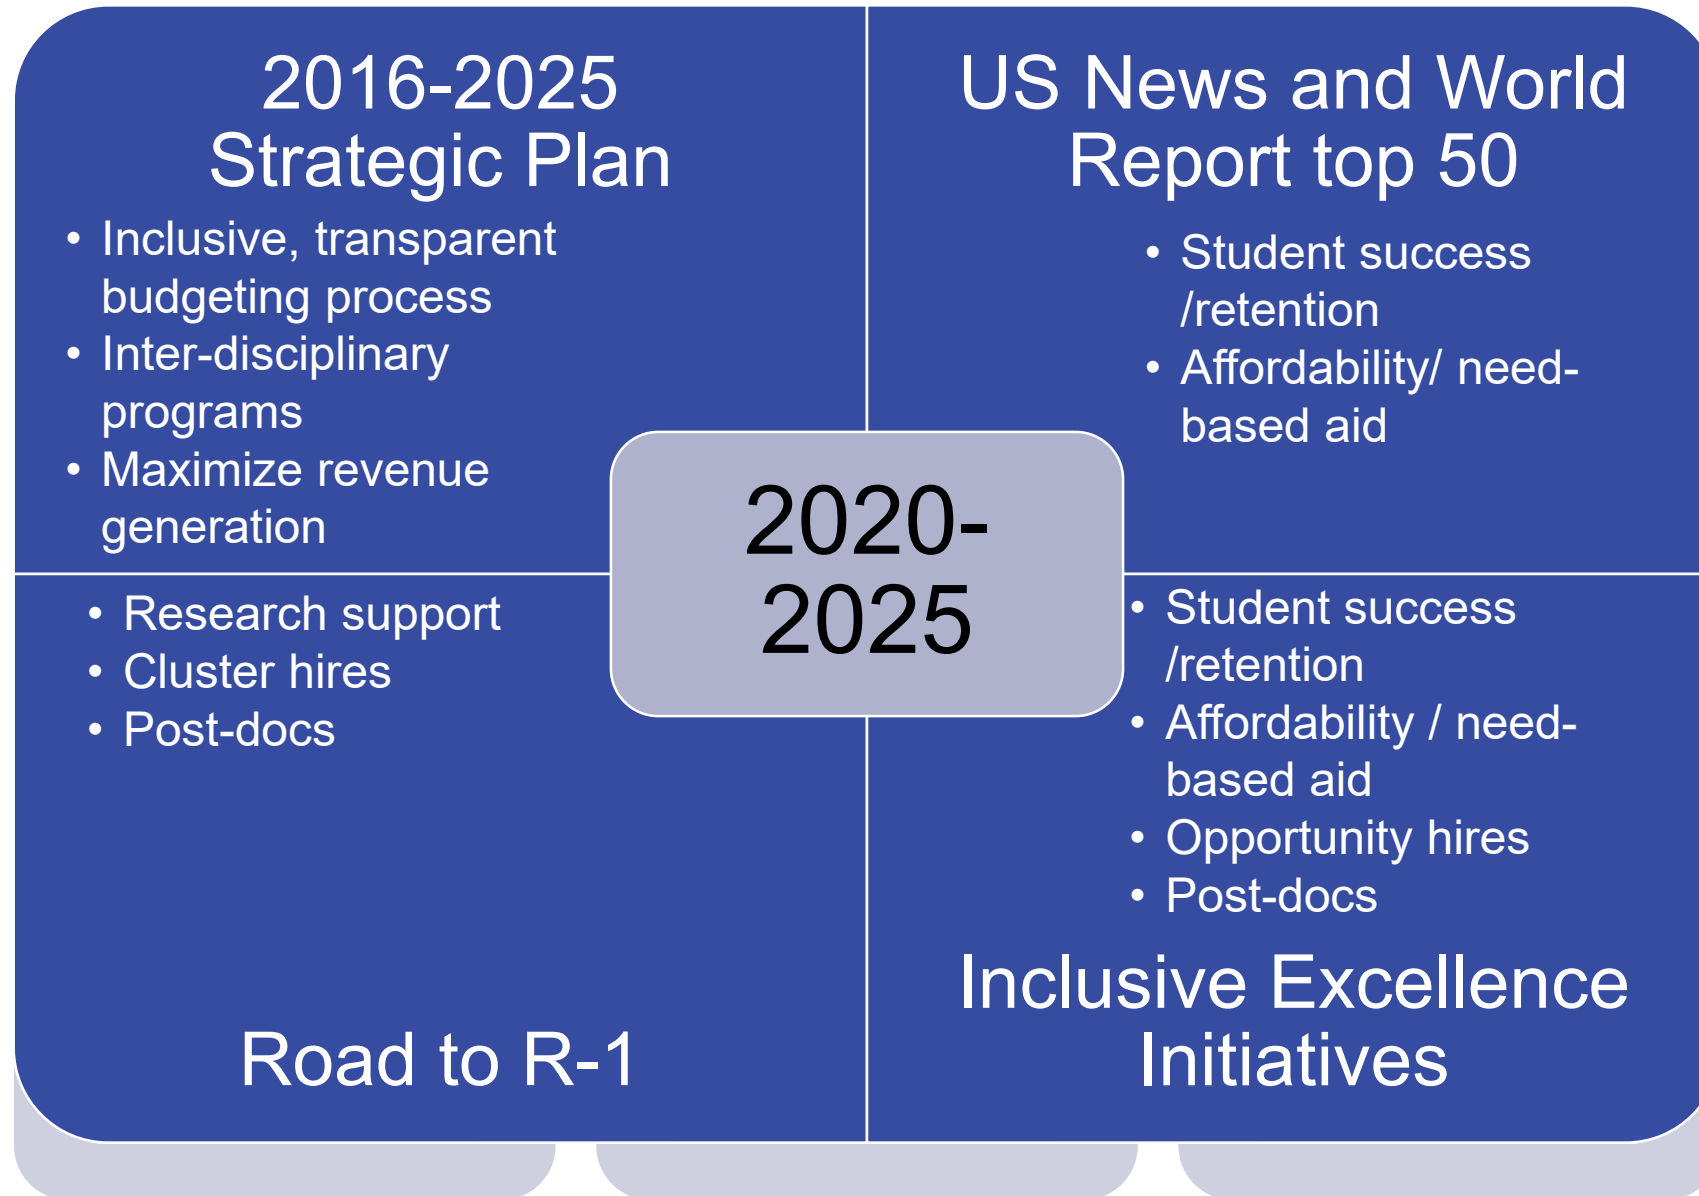 2016-2025
Strategic Plan
• Inclusive, transparent
budgeting process
• Inter-disciplinary
programs
• Maximize revenue
generation
US News and World
Report top 50
• Student success
/retention
• Affordability/ need-
based aid
2020-
2025
• Research support
• Cluster hires
• Post-docs
Road to R-1
• Student success
/retention
• Affordability / need-
based aid
• Opportunity hires
• Post-docs
Inclusive Excellence
Initiatives